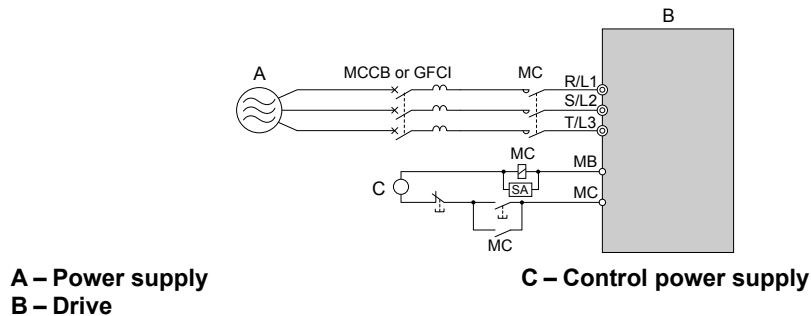 B
A
MCCB or GFCI
MC
R/L1
S/L2
T/L3
MC
MB
C
SA
MC
MC
A – Power supply
B – Drive
C – Control power supply